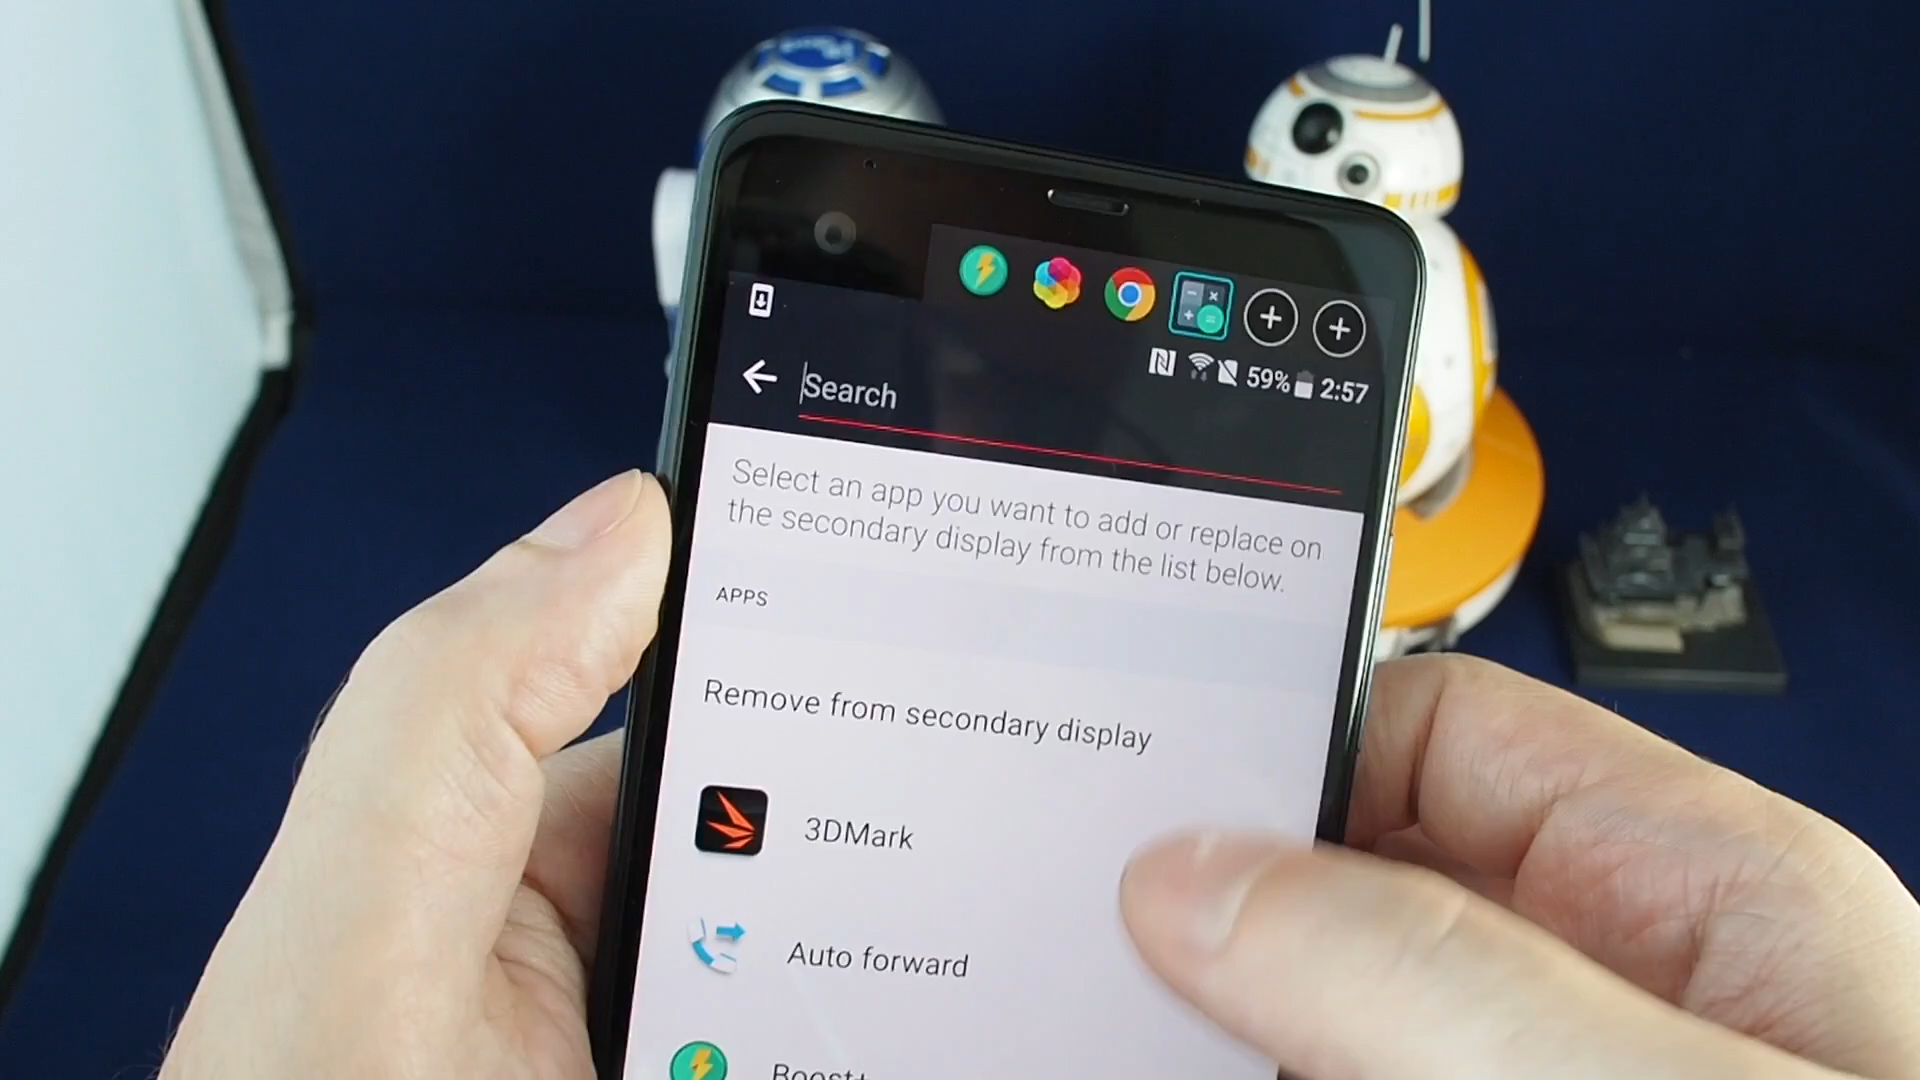 59% 2:57
Search
Select an app you want to add or replace on
the secondary display from the list below.
APPS
Remove from secondary display
3DMark
Auto forward
Boost+